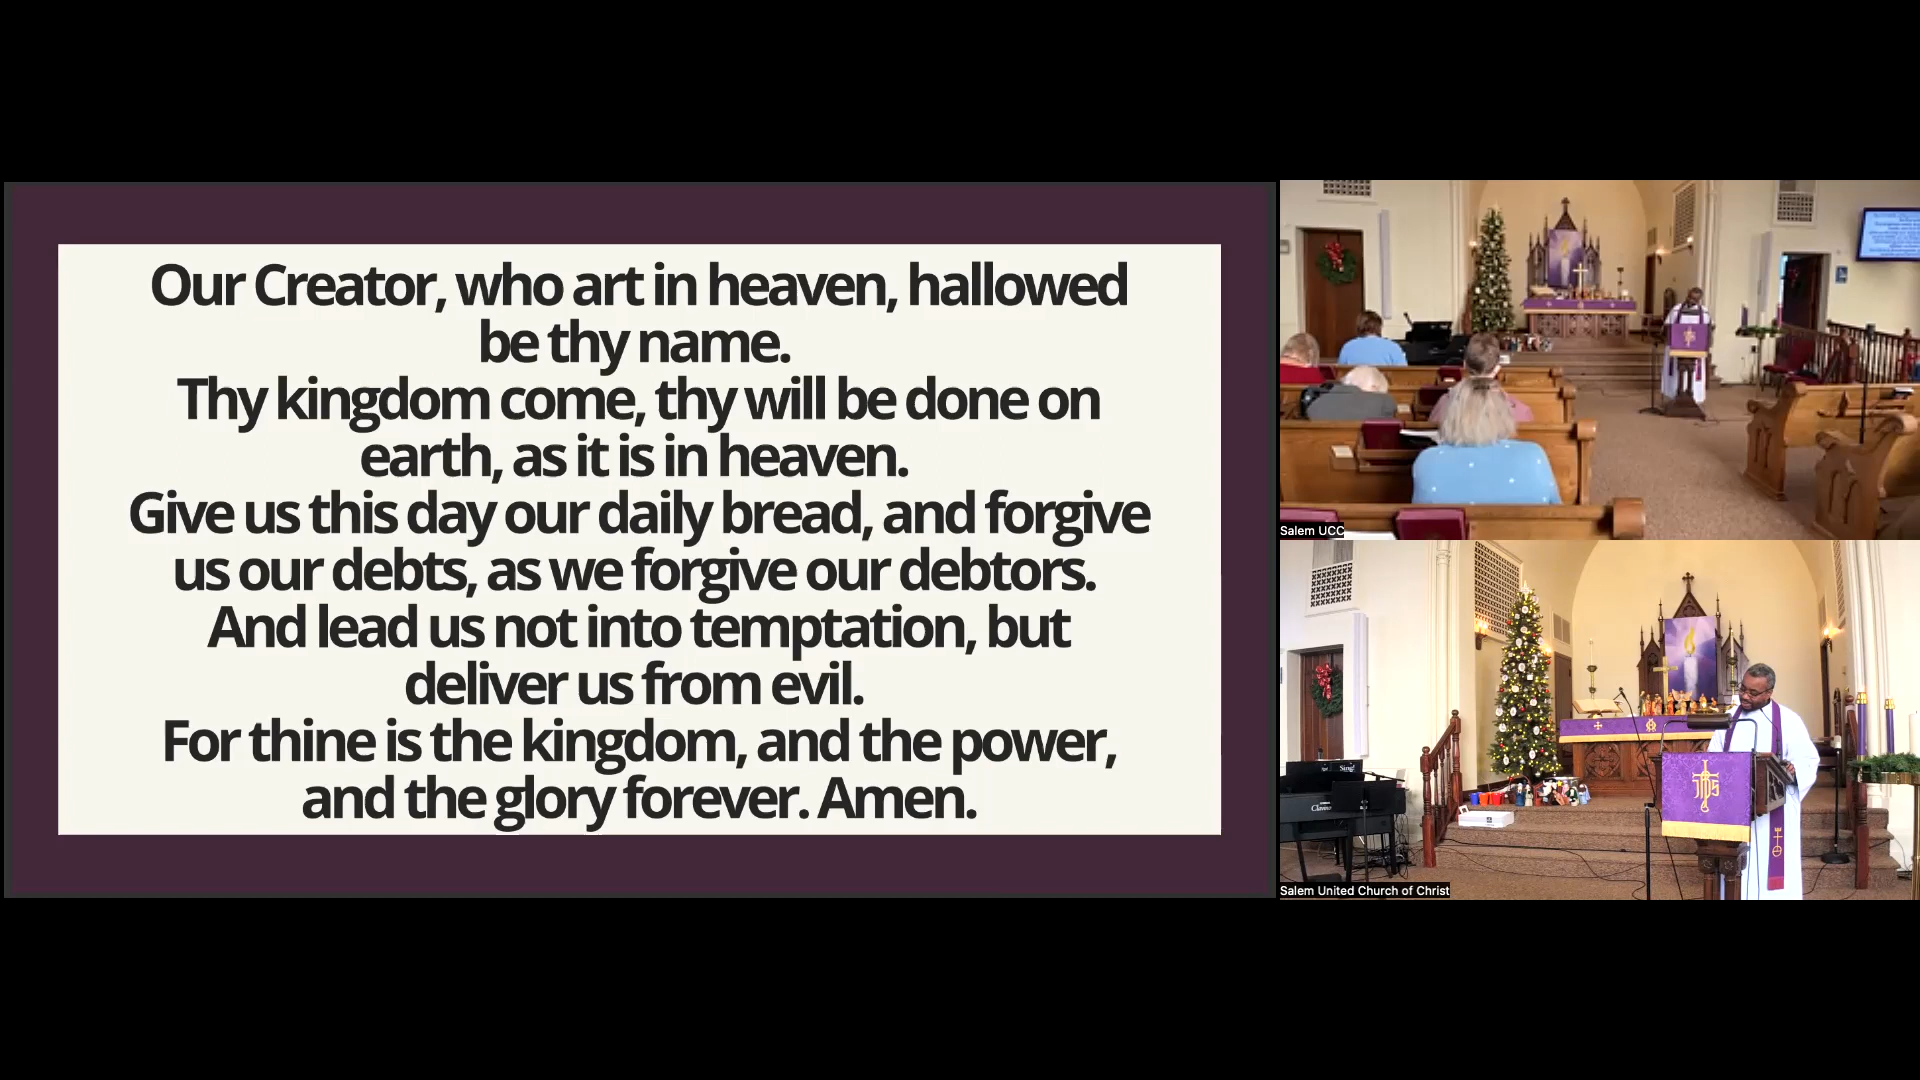 Our Creator, who art in heaven, hallowed
be thy name.
Thy kingdom come, thy will be done on
earth, as it is in heaven.
Give us this day our daily bread, and forgive
us our debts, as we forgive our debtors.
And lead us not into temptation, but
deliver us from evil.
For thine is the kingdom, and the power,
and the glory forever. Amen.
Salem UCC
Sing!
IHS
Salem United Church of Christ